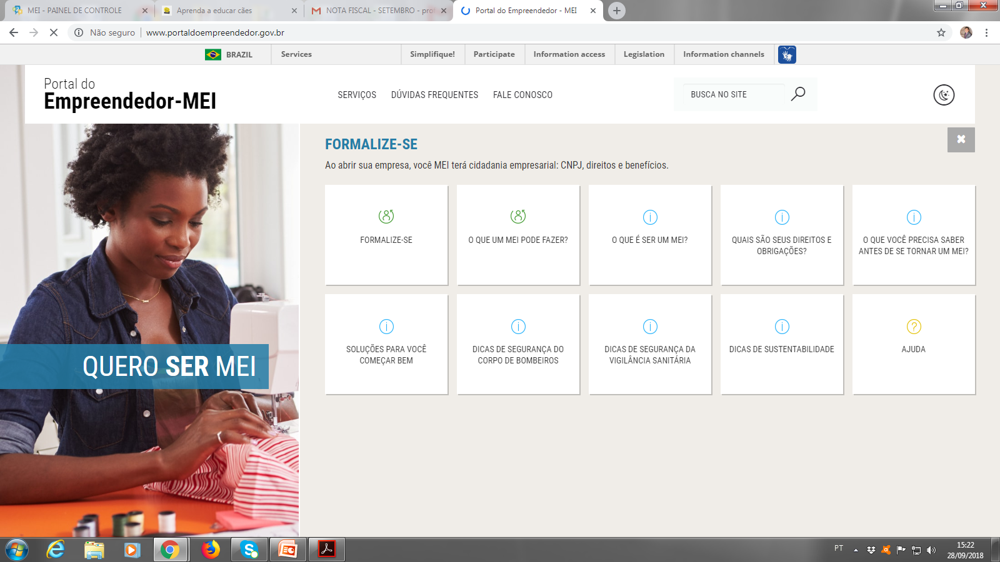 MEI - PAINEL DE CONTROLE
Aprenda a educar cães
NOTA FISCAL - SETEMBRO - prot
Portal do Empreendedor - MEI
Não seguro
www.portaldoempreendedor.gov.br
BRAZIL
Services
Simplifique!
Participate
Information access
Legislation
Information channels
Portal do
Empreendedor-MEI
SERVIÇOS
DÚVIDAS FREQUENTES
FALE CONOSCO
BUSCA NO SITE
FORMALIZE-SE
Ao abrir sua empresa, você MEI terá cidadania empresarial: CNPJ, direitos e benefícios.
FORMALIZE-SE
O QUE UM MEI PODE FAZER?
O QUE É SER UM MEI?
QUAIS SÃO SEUS DIREITOS E
OBRIGAÇÕES?
O QUE VOCÊ PRECISA SABER
ANTES DE SE TORNAR UM MEI?
SOLUÇÕES PARA VOCÊ
COMEÇAR BEM
DICAS DE SEGURANÇA DO
CORPO DE BOMBEIROS
DICAS DE SEGURANÇA DA
VIGILÂNCIA SANITÁRIA
DICAS DE SUSTENTABILIDADE
AJUDA
QUERO SER MEI
PT
15:22
28/09/2018